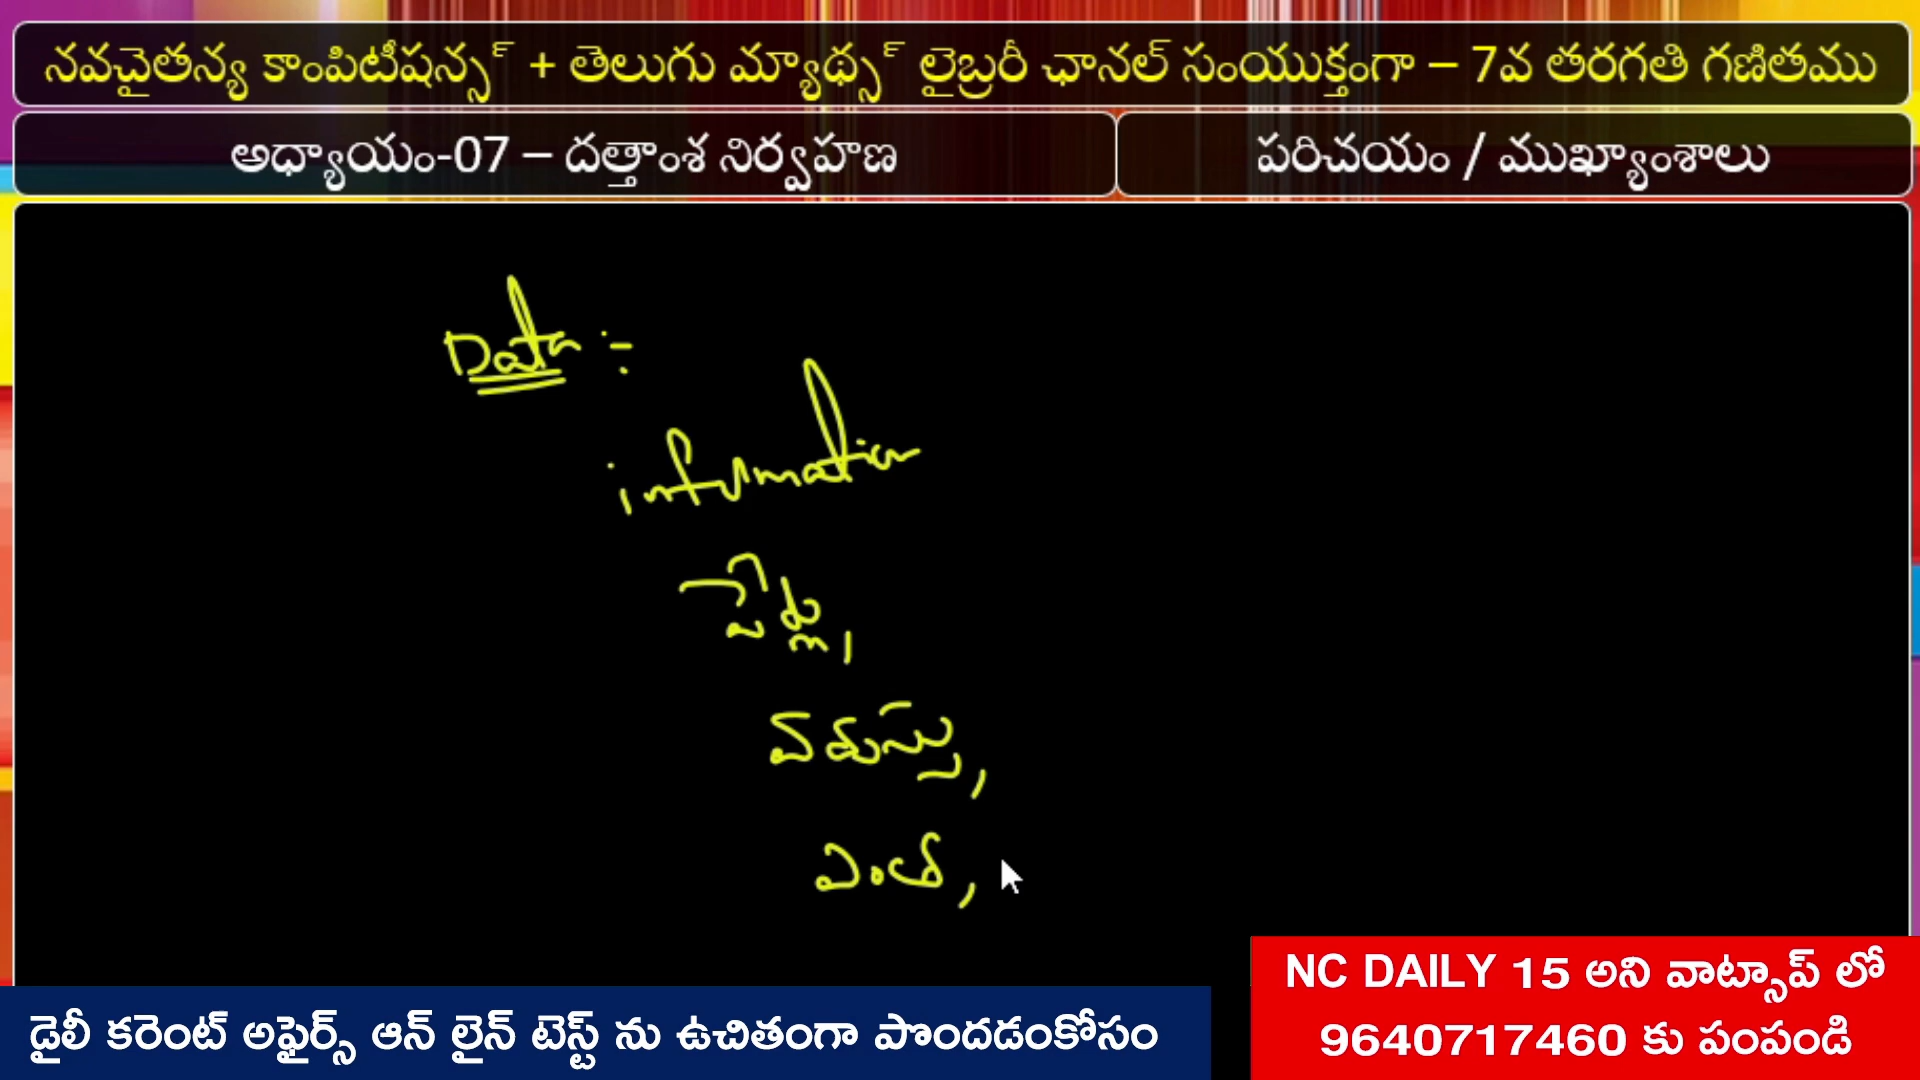 నవచైతన్య కాంపిటీషన్స్ + తెలుగు మ్యాథ్స్ లైబ్రరీ ఛానల్ సంయుక్తంగా – 7వ తరగతి గణితము
అధ్యాయం-07 – దత్తాంశ నిర్వహణ
పరిచయం / ముఖ్యాంశాలు
Data :-
information
పేర్లు,
వయస్సు,
ఎంత,
NC DAILY 15 అని వాట్సాప్ లో
9640717460 కు పంపండి
డైలీ కరెంట్ అఫైర్స్ ఆన్ లైన్ టెస్ట్ ను ఉచితంగా పొందడంకోసం